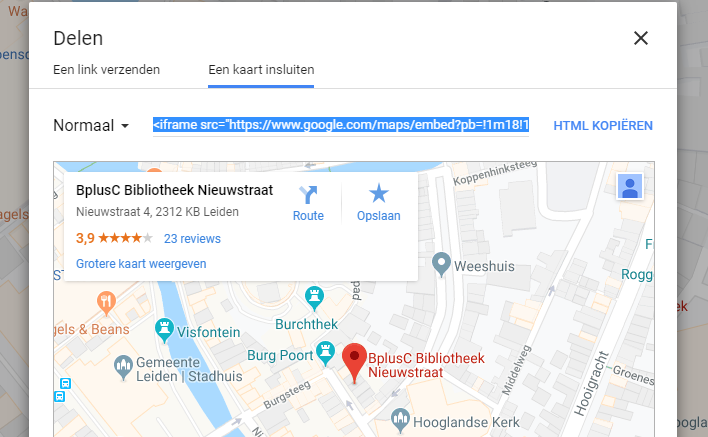 Wa
Delen
Een link verzenden
Een kaart insluiten
Normaal
<iframe src="https://www.google.com/maps/embed?pb=!1m18!1
HTML KOPIËREN
BplusC Bibliotheek Nieuwstraat
Nieuwstraat 4, 2312 KB Leiden
3,9
23 reviews
Grotere kaart weergeven
Route
Opslaan
Koppenhinksteeg
Weeshuis
Rogg
Burchthek
Visfontein
gels & Beans
Burg Poort
BplusC Bibliotheek
Nieuwstraat
Gemeente
Leiden | Stadhuis
Burgsteeg
Middelweg
Hooigracht
Groenes
Hooglandse Kerk